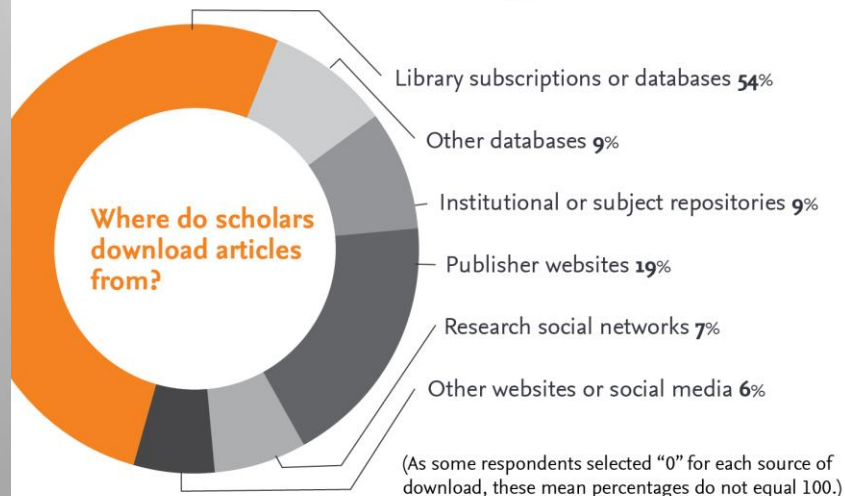 Where do scholars
download articles
from?
Library subscriptions or databases 54%
Other databases 9%
Institutional or subject repositories 9%
Publisher websites 19%
Research social networks 7%
Other websites or social media 6%
(As some respondents selected “0” for each source of
download, these mean percentages do not equal 100.)